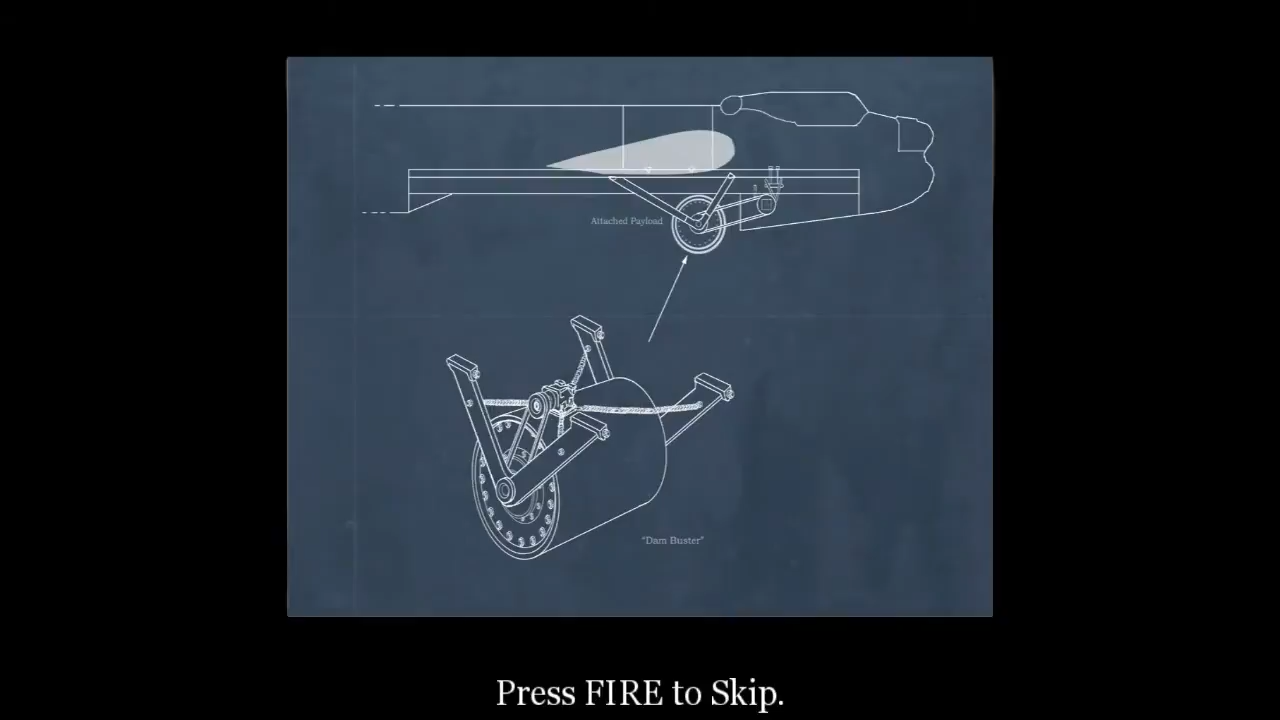 Attached Payload
"Dam Buster"
Press FIRE to Skip.